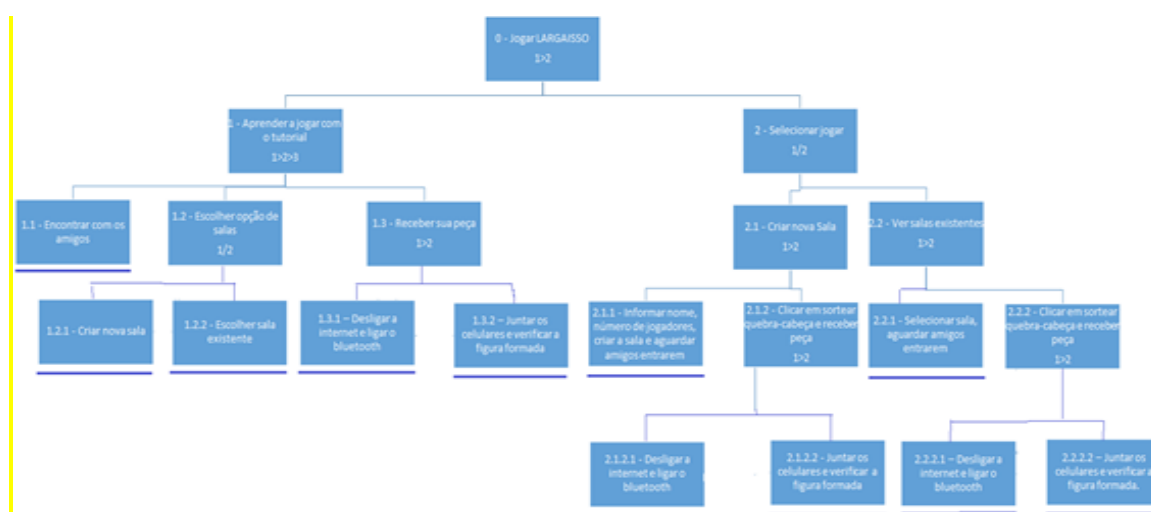 0 - Jogar LARGAISSO
1>2
1 - Aprender a jogar com
o tutorial
1>2>3
2 - Selecionar jogar
1/2
1.1 - Encontrar com os
amigos
1.2 - Escolher opção de
salas
1/2
1.3 - Receber sua peça
1>2
2.1 - Criar nova Sala
1>2
2.2 - Ver salas existentes
1>2
1.2.1 - Criar nova sala
1.2.2 - Escolher sala
existente
1.3.1 – Desligar a
internet e ligar o
bluetooth
1.3.2 – Juntar os
celulares e verificar a
figura formada
2.1.1 - Informar nome,
número de jogadores,
criar a sala e aguardar
amigos entrarem
2.1.2 - Clicar em sortear
quebra-cabeça e receber
peça
1>2
2.2.1 - Selecionar sala,
aguardar amigos
entrarem
2.2.2 - Clicar em sortear
quebra-cabeça e receber
peça
1>2
2.1.2.1 - Desligar a
internet e ligar o
bluetooth
2.1.2.2 - Juntar os
celulares e verificar a
figura formada
2.2.2.1 – Desligar a
internet e ligar o
bluetooth
2.2.2.2 – Juntar os
celulares e verificar a
figura formada.